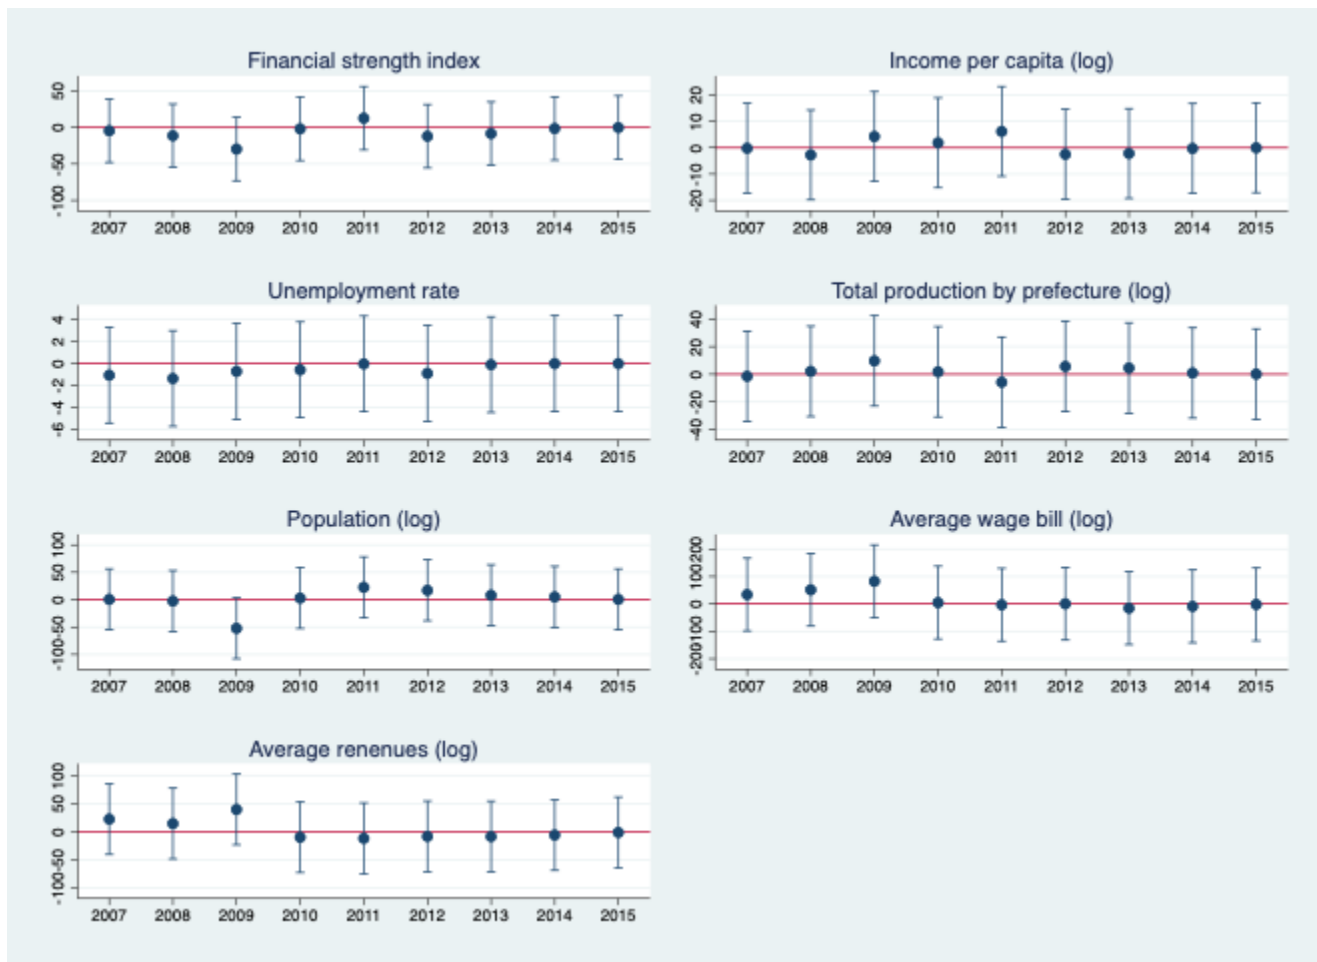 Financial strength index
50
0
-50
-100
2007 2008 2009 2010 2011 2012 2013 2014 2015
Income per capita (log)
20
10
0
-10
-20
2007 2008 2009 2010 2011 2012 2013 2014 2015
Unemployment rate
4
2
0
-2
-4
-6
2007 2008 2009 2010 2011 2012 2013 2014 2015
Total production by prefecture (log)
40
20
0
-20
-40
2007 2008 2009 2010 2011 2012 2013 2014 2015
Population (log)
100
50
0
-50
-100
2007 2008 2009 2010 2011 2012 2013 2014 2015
Average wage bill (log)
200
100
0
-100
-200
2007 2008 2009 2010 2011 2012 2013 2014 2015
Average renenues (log)
100
50
0
-50
-100
2007 2008 2009 2010 2011 2012 2013 2014 2015